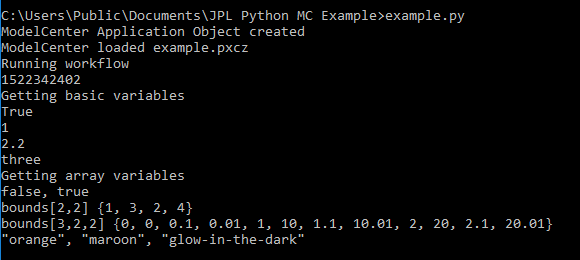 C:\Users\Public\Documents\JPL Python MC Example>example.py
ModelCenter Application Object created
ModelCenter loaded example.pxcz
Running workflow
1522342402
Getting basic variables
True
1
2.2
three
Getting array variables
false, true
bounds[2,2] {1, 3, 2, 4}
bounds[3,2,2] {0, 0, 0.1, 0.01, 1, 10, 1.1, 10.01, 2, 20, 2.1, 20.01}
"orange", "maroon", "glow-in-the-dark"